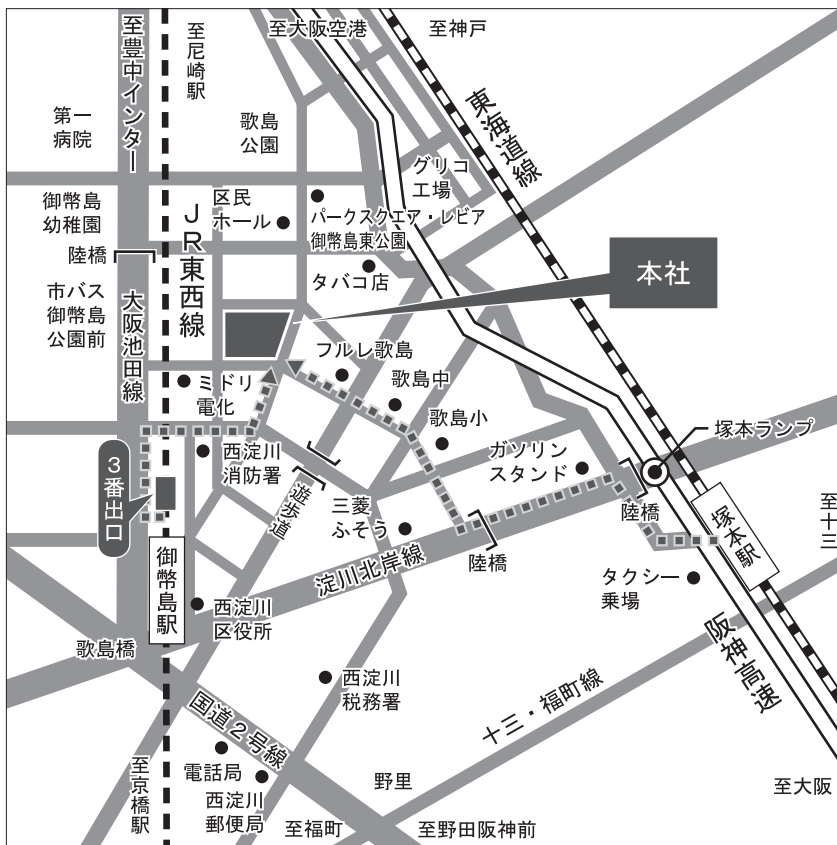 至豊中インター
至尼崎駅
至大阪空港
至神戸
第一
病院
歌島
公園
東海道線
グリコ
工場
御幣島
幼稚園
JR東西線
区民
ホール
パークスクエア・レビア
御幣島東公園
陸橋
タバコ店
本社
市バス
御幣島
公園前
大阪池田線
フルレ歌島
ミドリ
電化
歌島中
歌島小
塚本ランプ
3番出口
西淀川
消防署
ガソリン
スタンド
遊歩道
三菱
ふそう
陸橋
塚本駅
至十三
御幣島駅
淀川北岸線
陸橋
タクシー
乗場
西淀川
区役所
歌島橋
阪神高速
西淀川
税務署
国道2号線
十三・福町線
電話局
至京橋駅
西淀川
郵便局
野里
至大阪
至福町
至野田阪神前